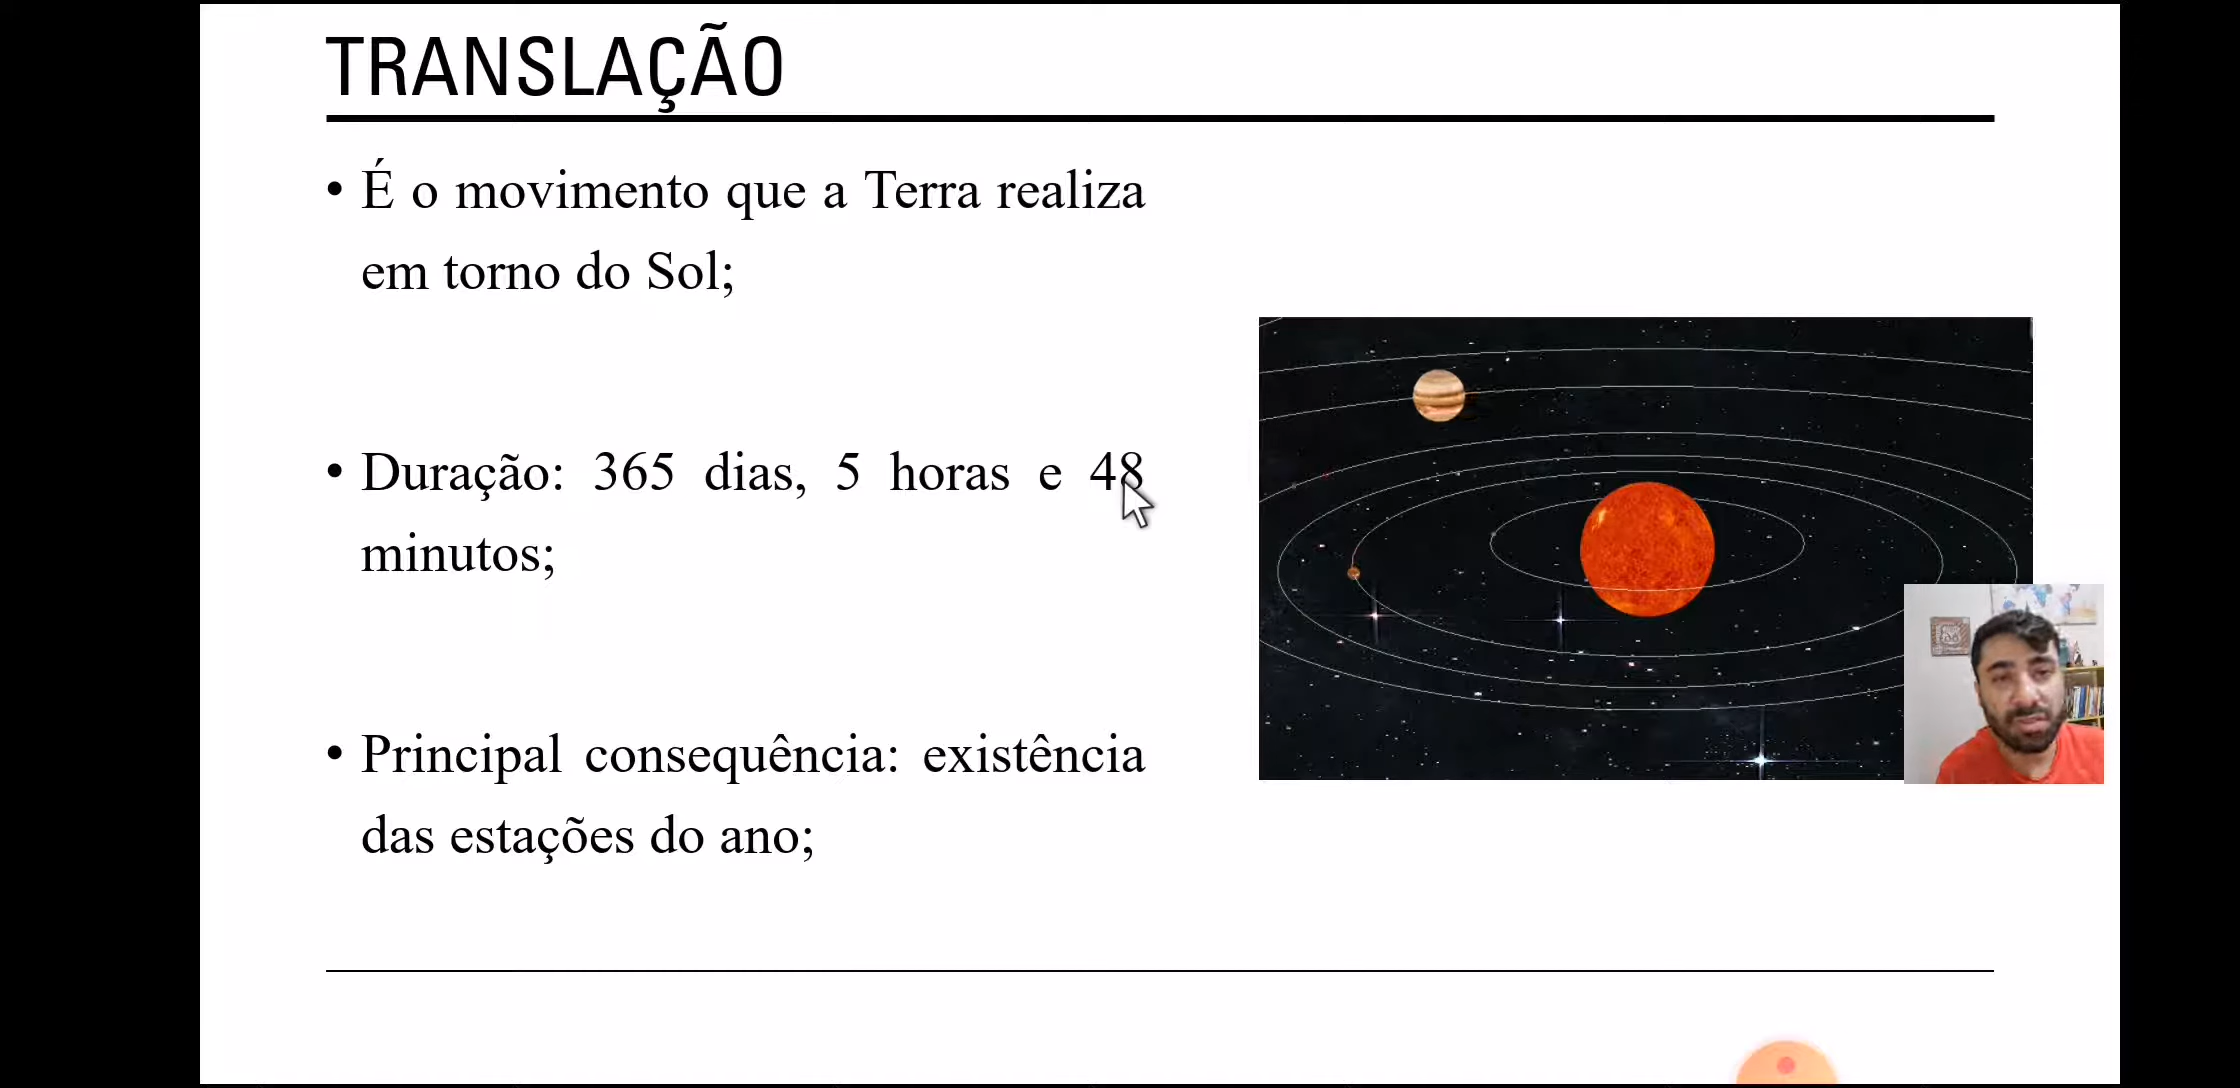 TRANSLAÇÃO
• É o movimento que a Terra realiza
em torno do Sol;
• Duração: 365 dias, 5 horas e 48
minutos;
• Principal consequência: existência
das estações do ano;